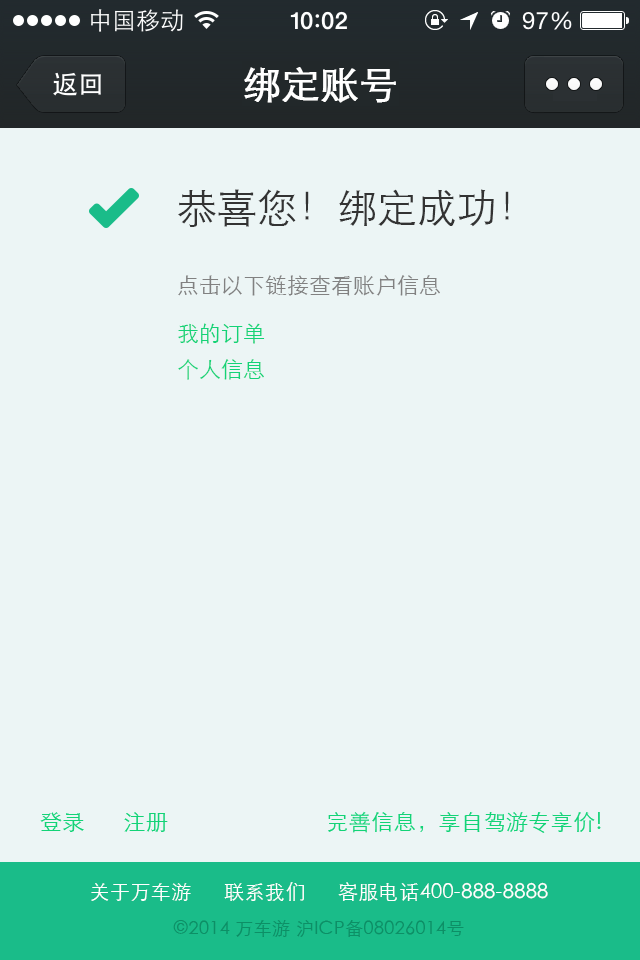 中国移动 10:02 97%
返回 绑定账号
恭喜您！绑定成功！
点击以下链接查看账户信息
我的订单
个人信息
登录 注册 完善信息，享自驾游专享价!
关于万车游 联系我们 客服电话400-888-8888
©2014 万车游 沪ICP备08026014号